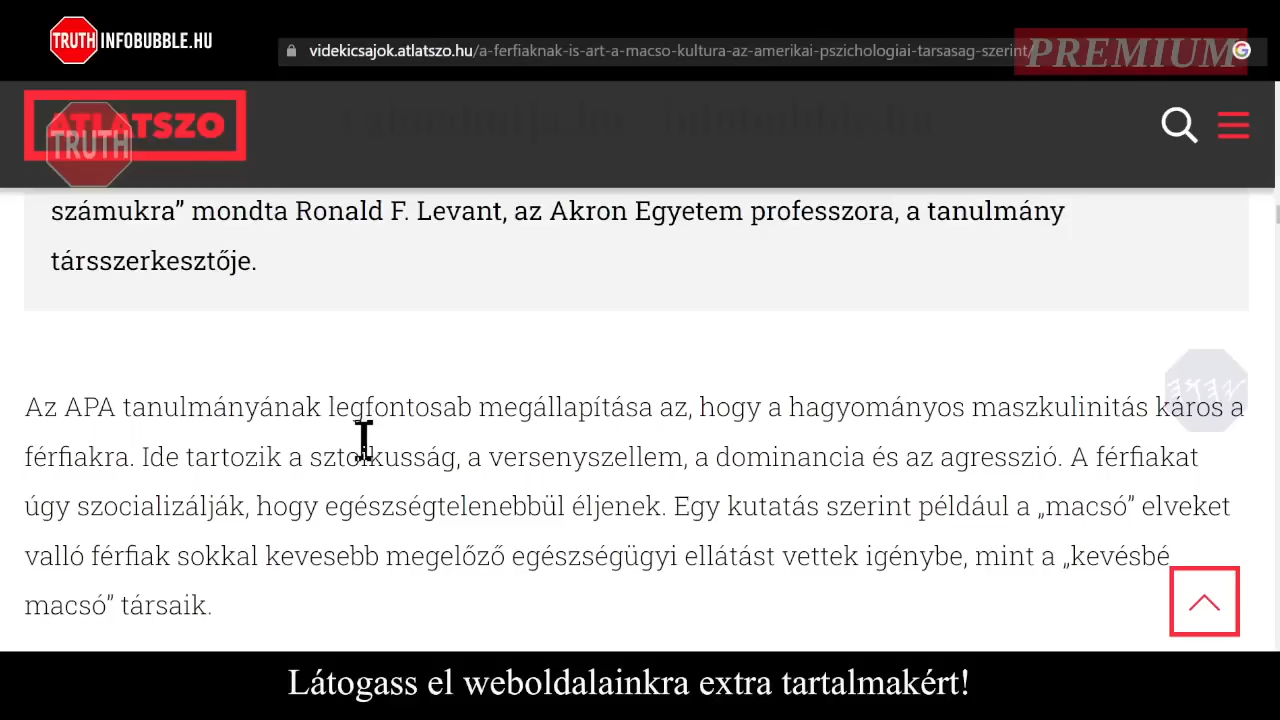 TRUTH INFOBUBBLE.HU
videkicsajok.atlatszo.hu/a-ferfiaknak-is-art-a-macso-kultura-az-amerikai-pszichologiai-tarsasag-szerint/
PREMIUM
ATLATSZO
TRUTH
infobubble.hu
számukra” mondta Ronald F. Levant, az Akron Egyetem professzora, a tanulmány
társszerkesztője.
Az APA tanulmányának legfontosabb megállapítása az, hogy a hagyományos maszkulinitás káros a
férfiakra. Ide tartozik a sztoikusság, a versenyszellem, a dominancia és az agresszió. A férfiakat
úgy szocializálják, hogy egészségtelenebbül éljenek. Egy kutatás szerint például a „macsó” elveket
valló férfiak sokkal kevesebb megelőző egészségügyi ellátást vettek igénybe, mint a „kevésbé
macsó” társaik.
Látogass el weboldalainkra extra tartalmakért!